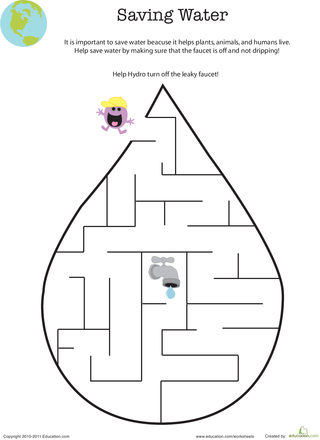 Saving Water
It is important to save water beacuse it helps plants, animals, and humans live.
Help save water by making sure that the faucet is off and not dripping!
Help Hydro turn off the leaky faucet!
Copyright 2010-2011 Education.com
www.education.com/worksheets
Created by:
education.com